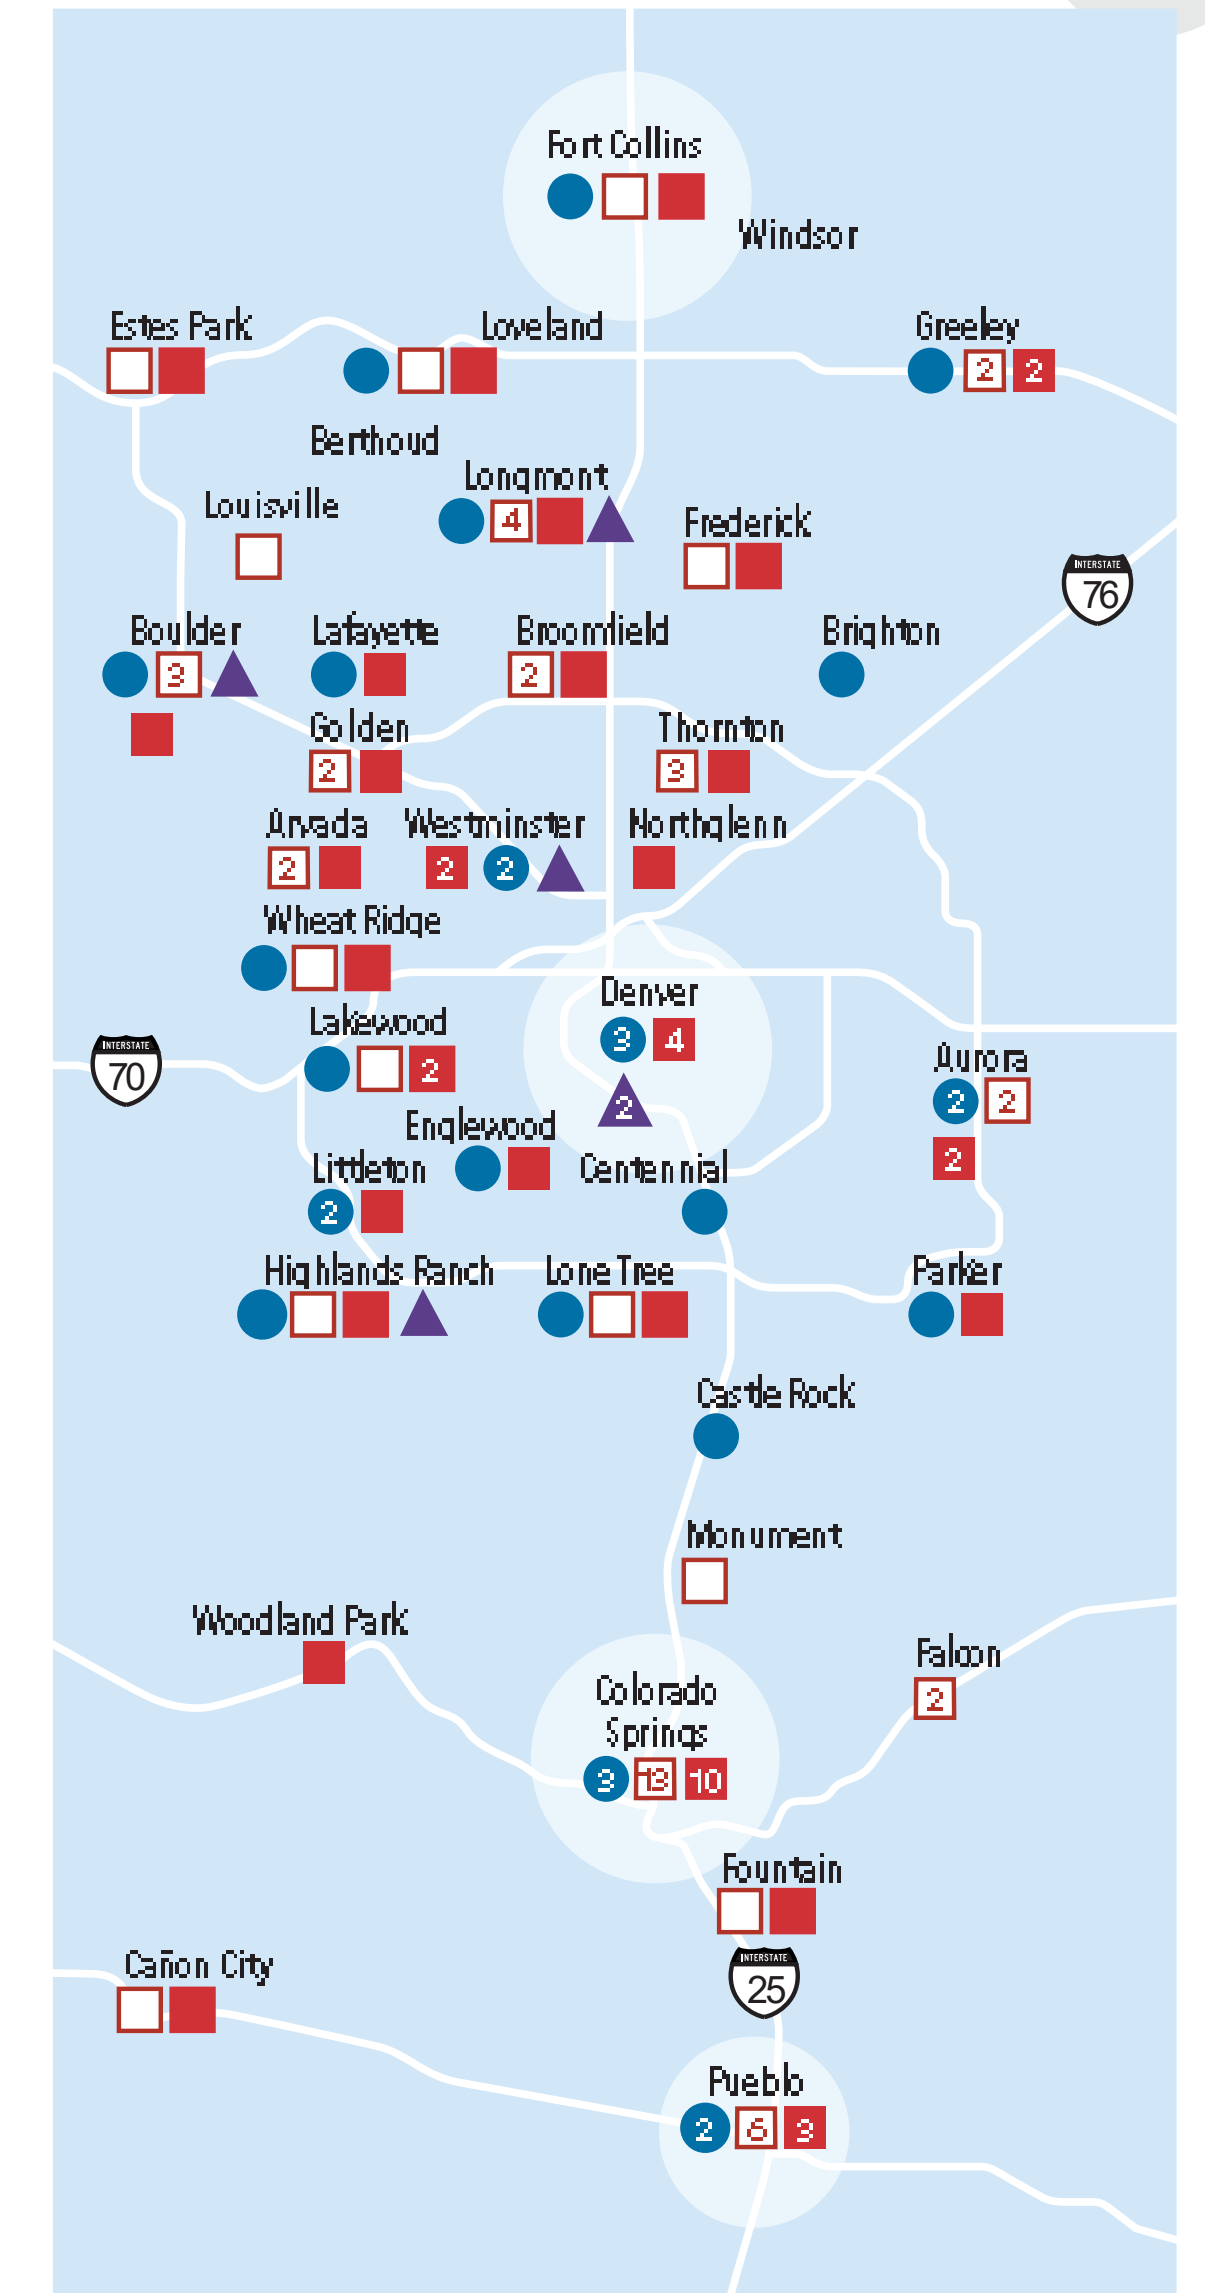 Fort Collins
Windsor
Estes Park
Loveland
Greeley
2 2
Berthoud
Longmont
Louisville
4
Frederick
INTERSTATE
76
Boulder Lafayette Broomfield Brighton
3 2
Golden Thornton
2 3
Arvada Westminster Northglenn
2 2 2
Wheat Ridge
Denver
Lakewood
3 4
INTERSTATE
70
2
Aurora
2 2
2
Englewood
2
Littleton Centennial
2
Highlands Ranch Lone Tree Parker
Castle Rock
Monument
Woodland Park
Falcon
2
Colorado
Springs
3 13 10
Fountain
INTERSTATE
25
Cañon City
Pueblo
2 6 3